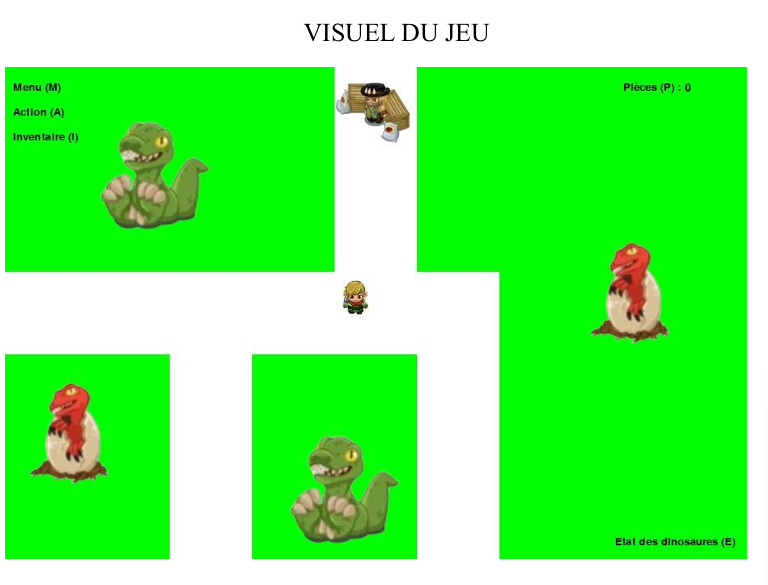 VISUEL DU JEU
Menu (M)
Pièces (P) : 0
Action (A)
Inventaire (I)
Etat des dinosaures (E)